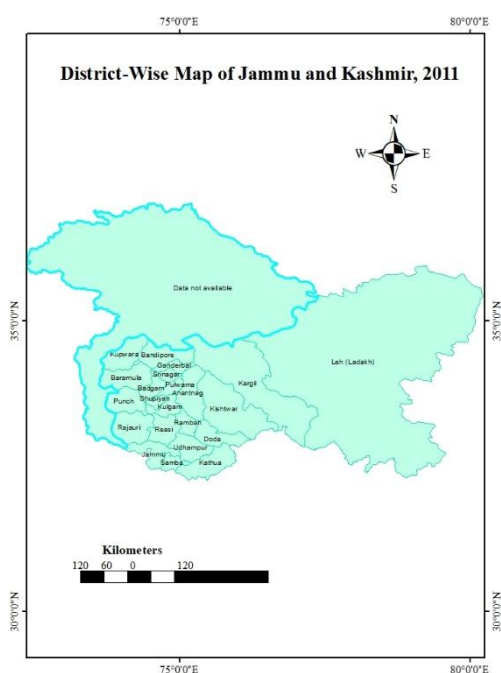 75°0'0"E 80°0'0"E
District-Wise Map of Jammu and Kashmir, 2011
N
W E
S
Data not available
35°0'0"N 35°0'0"N
Kupwara Bandipore
Leh (Ladakh)
Ganderbal
Srinagar
Baramula
Kargil
Pulwama
Badgam
Anantnag
Punch
Shupiyan
Kulgam
Kishtwar
Ramban
Rajauri
Reasi
Doda
Udhampur
Jammu
Samba Kathua
Kilometers
120 60 0 120
30°0'0"N 30°0'0"N
75°0'0"E 80°0'0"E